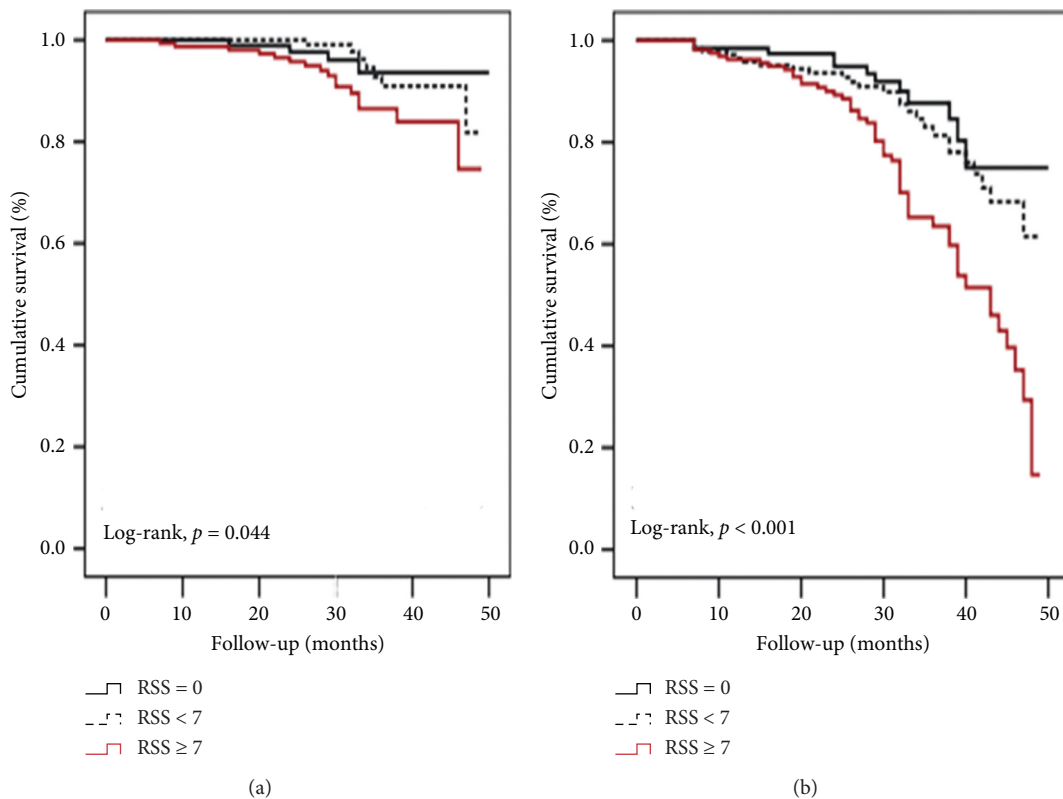 Cumulative survival (%)
1.0
0.8
0.6
0.4
0.2
0.0
Log-rank, p = 0.044
0 10 20 30 40 50
Follow-up (months)
RSS = 0
RSS < 7
RSS ≥ 7
(a)
Cumulative survival (%)
1.0
0.8
0.6
0.4
0.2
0.0
Log-rank, p < 0.001
0 10 20 30 40 50
Follow-up (months)
RSS = 0
RSS < 7
RSS ≥ 7
(b)